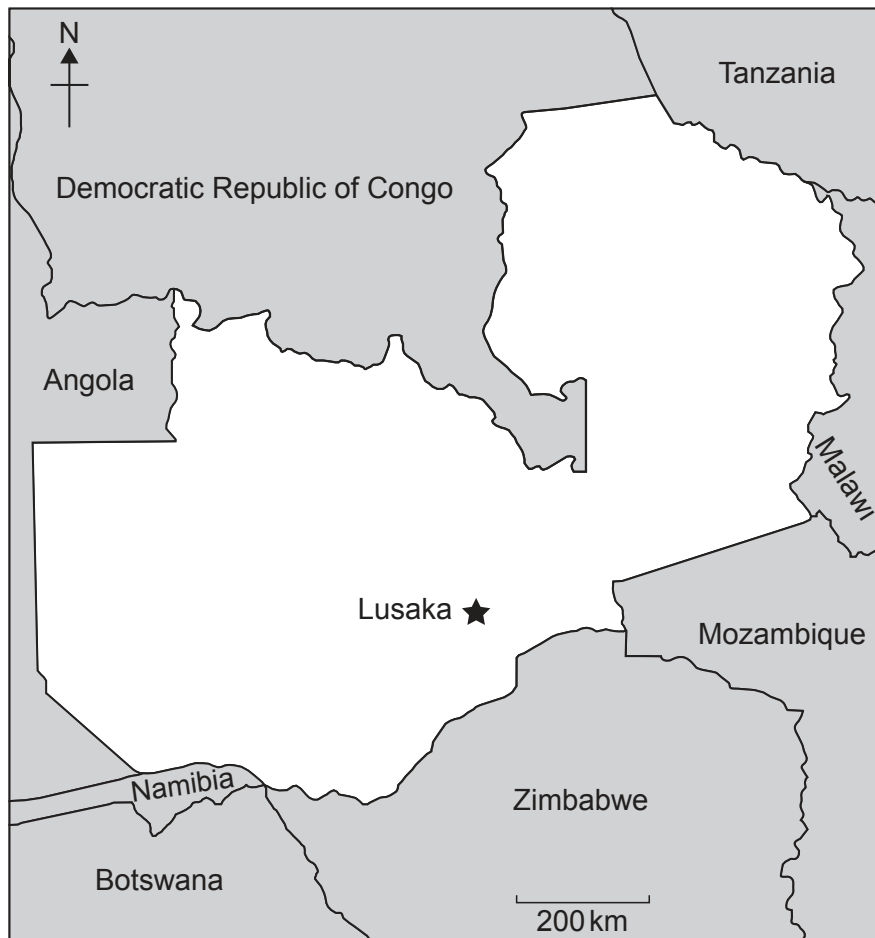 N
Tanzania
Democratic Republic of Congo
Angola
Malawi
Lusaka
Mozambique
Namibia
Zimbabwe
Botswana
200 km